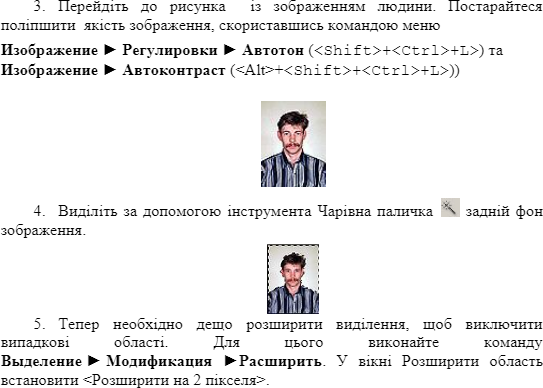 3. Перейдіть до рисунка із зображенням людини. Постарайтеся
поліпшити якість зображення, скориставшись командою меню
Изображение ► Регулировки ► Автотон (<Shift>+<Ctrl>+L>) та
Изображение ► Автоконтраст (<Alt>+<Shift>+<Ctrl>+L>))
4. Виділіть за допомогою інструмента Чарівна паличка задній фон
зображення.
5. Тепер необхідно дещо розширити виділення, щоб виключити
випадкові області. Для цього виконайте команду
Выделение ► Модификация ►Расширить. У вікні Розширити область
встановити <Розширити на 2 пікселя>.